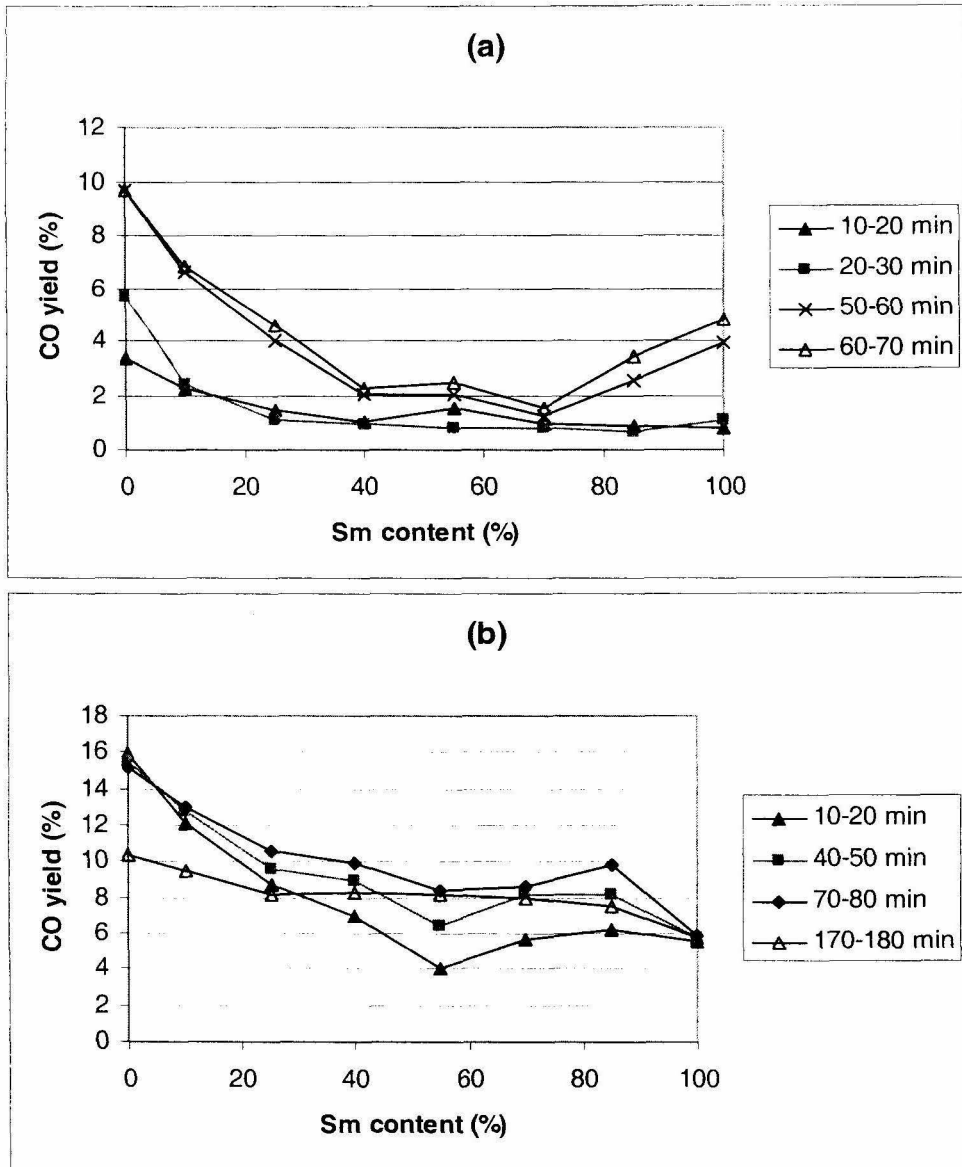 (a)
12
10
8
6
4
2
0
CO yield (%)
0 20 40 60 80 100
Sm content (%)
10-20 min
20-30 min
50-60 min
60-70 min
(b)
18
16
14
12
10
8
6
4
2
0
CO yield (%)
0 20 40 60 80 100
Sm content (%)
10-20 min
40-50 min
70-80 min
170-180 min